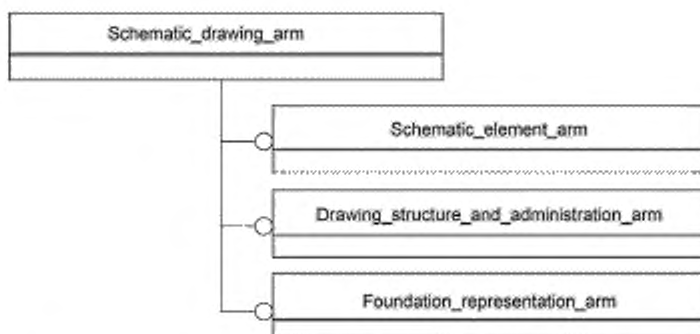 Schematic_drawing_arm
Schematic_element_arm
Drawing_structure_and_administration_arm
Foundation_representation_arm